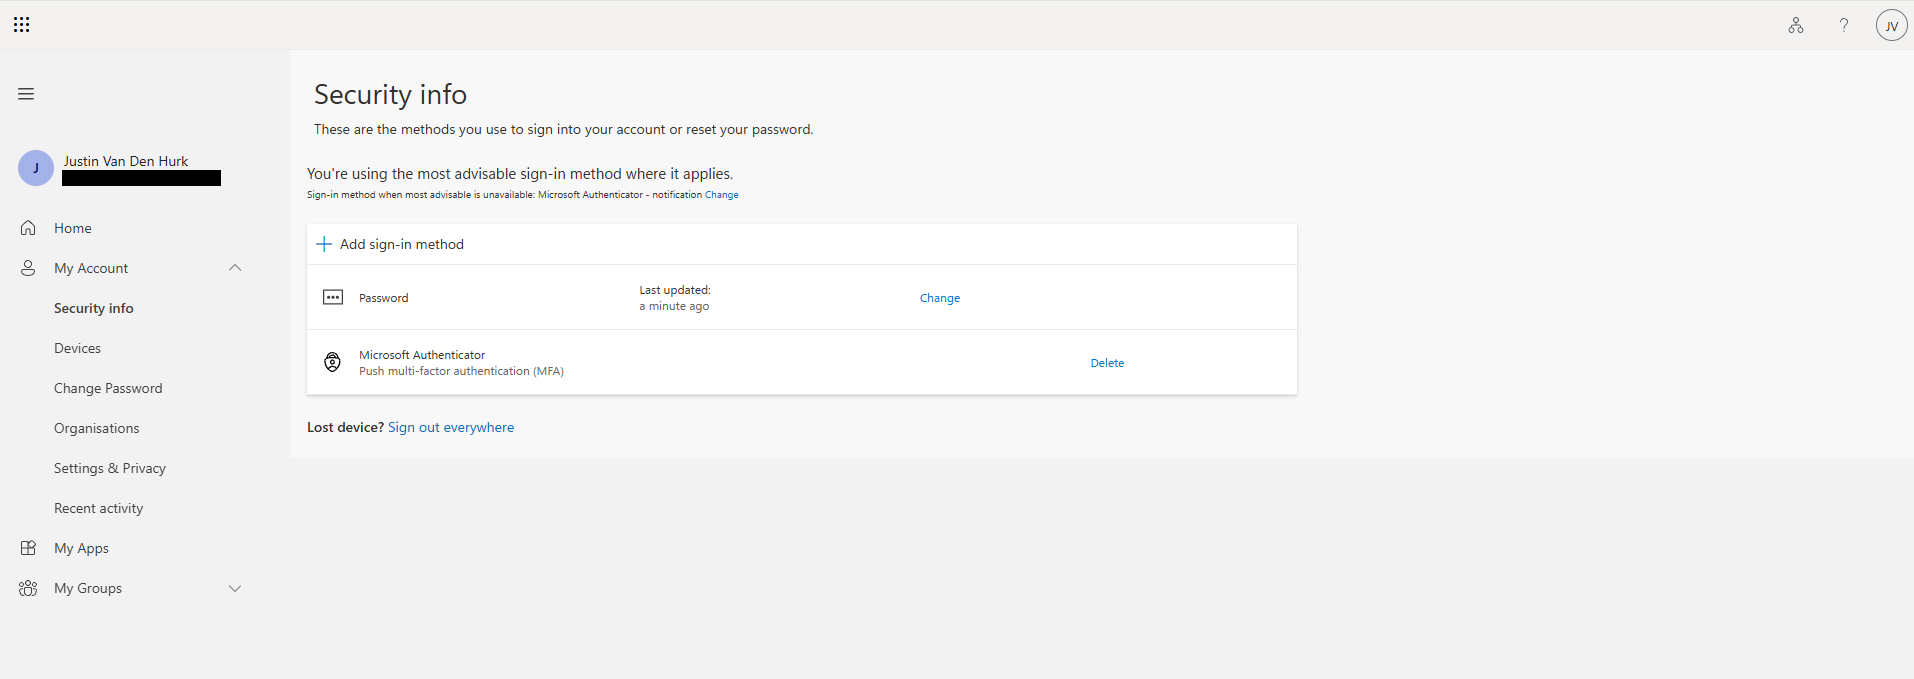 JV
Security info
These are the methods you use to sign into your account or reset your password.
J
Justin Van Den Hurk
You're using the most advisable sign-in method where it applies.
Sign-in method when most advisable is unavailable: Microsoft Authenticator - notification Change
Home
My Account
Security info
Devices
Change Password
Organisations
Settings & Privacy
Recent activity
My Apps
My Groups
Add sign-in method
Password
Last updated:
a minute ago
Change
Microsoft Authenticator
Push multi-factor authentication (MFA)
Delete
Lost device? Sign out everywhere